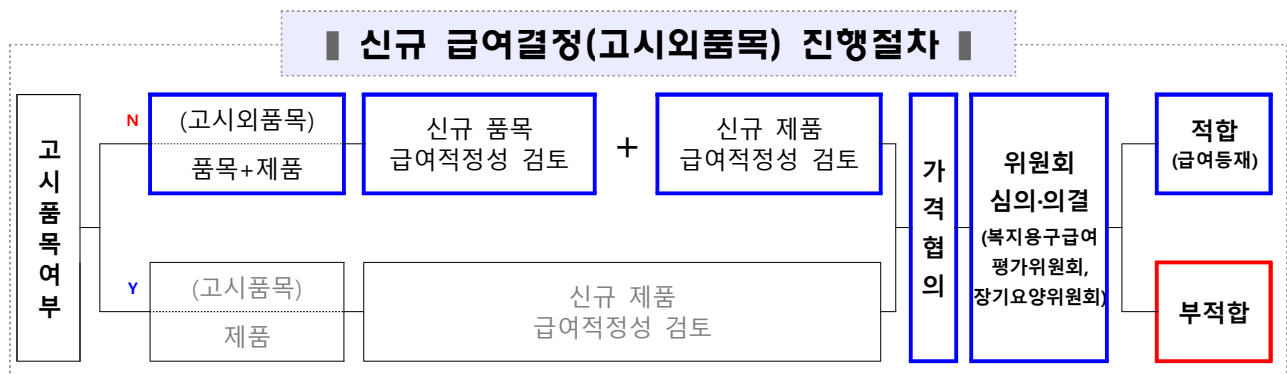 ▮ 신규 급여결정(고시외품목) 진행절차 ▮
고
시
품
목
여
부
N
(고시외품목)
품목+제품
신규 품목
급여적정성 검토
+
신규 제품
급여적정성 검토
Y
(고시품목)
제품
신규 제품
급여적정성 검토
가
격
협
의
위원회
심의·의결
(복지용구급여
평가위원회,
장기요양위원회)
적합
(급여등재)
부적합